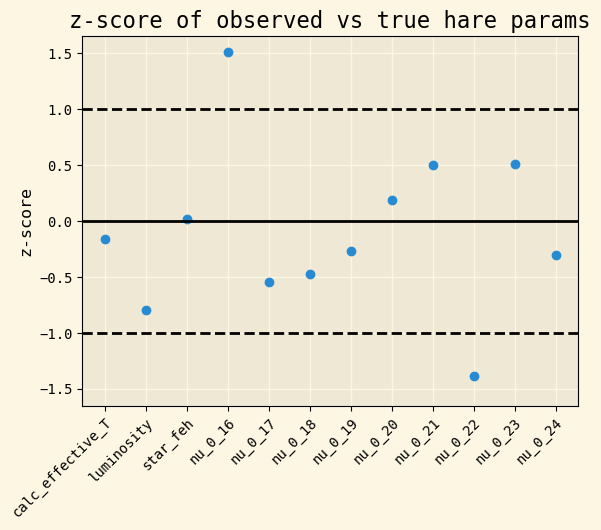 z-score of observed vs true hare params
z-score
1.5
1.0
0.5
0.0
−0.5
−1.0
−1.5
calc_effective_T
luminosity
star_feh
nu_0_16
nu_0_17
nu_0_18
nu_0_19
nu_0_20
nu_0_21
nu_0_22
nu_0_23
nu_0_24